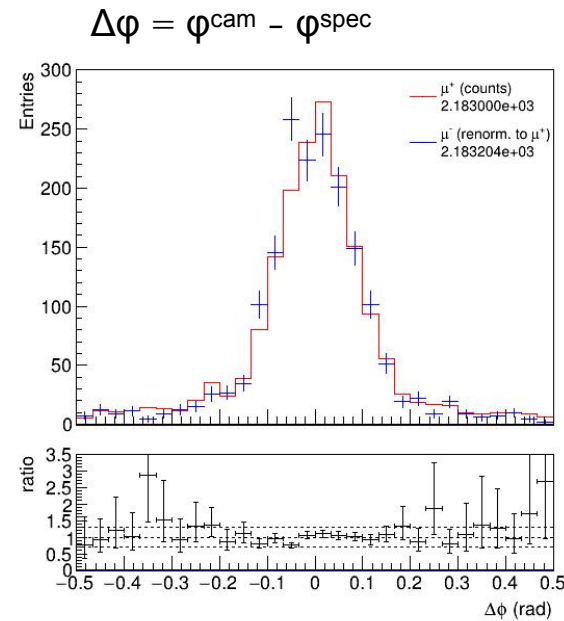 Δφ = φcam - φspec
Entries
300
250
200
150
100
50
0
μ⁺ (counts)
2.183000e+03
μ⁻ (renorm. to μ⁺)
2.183204e+03
ratio
3.5
3
2.5
2
1.5
1
0.5
0
−0.5 −0.4 −0.3 −0.2 −0.1 0 0.1 0.2 0.3 0.4 0.5
Δϕ (rad)